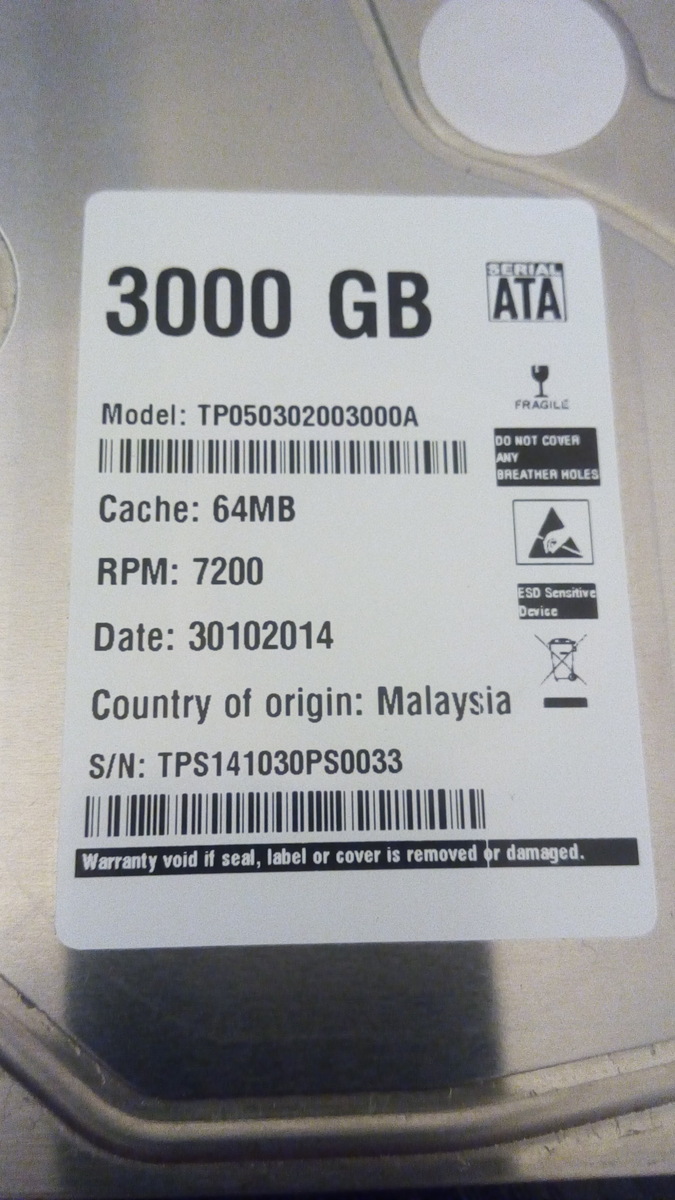 3000 GB
SERIAL
ATA
FRAGILE
Model: TP050302003000A
DO NOT COVER
ANY
BREATHER HOLES
Cache: 64MB
RPM: 7200
ESD Sensitive
Device
Date: 30102014
Country of origin: Malaysia
S/N: TPS141030PS0033
Warranty void if seal, label or cover is removed or damaged.